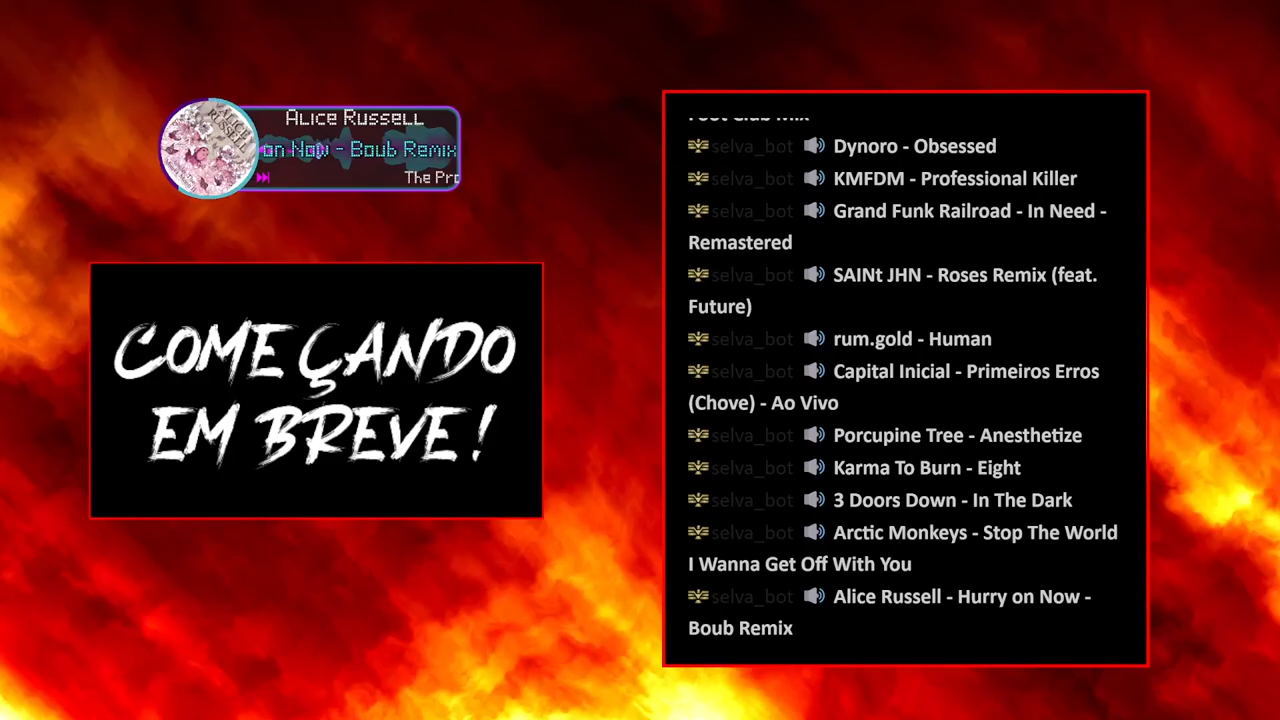 Alice Russell
on Now - Boub Remix
The Pro
COMEÇANDO
EM BREVE!
selva_bot 🔊 Dynoro - Obsessed
selva_bot 🔊 KMFDM - Professional Killer
selva_bot 🔊 Grand Funk Railroad - In Need -
Remastered
selva_bot 🔊 SAINt JHN - Roses Remix (feat.
Future)
selva_bot 🔊 rum.gold - Human
selva_bot 🔊 Capital Inicial - Primeiros Erros
(Chove) - Ao Vivo
selva_bot 🔊 Porcupine Tree - Anesthetize
selva_bot 🔊 Karma To Burn - Eight
selva_bot 🔊 3 Doors Down - In The Dark
selva_bot 🔊 Arctic Monkeys - Stop The World
I Wanna Get Off With You
selva_bot 🔊 Alice Russell - Hurry on Now -
Boub Remix